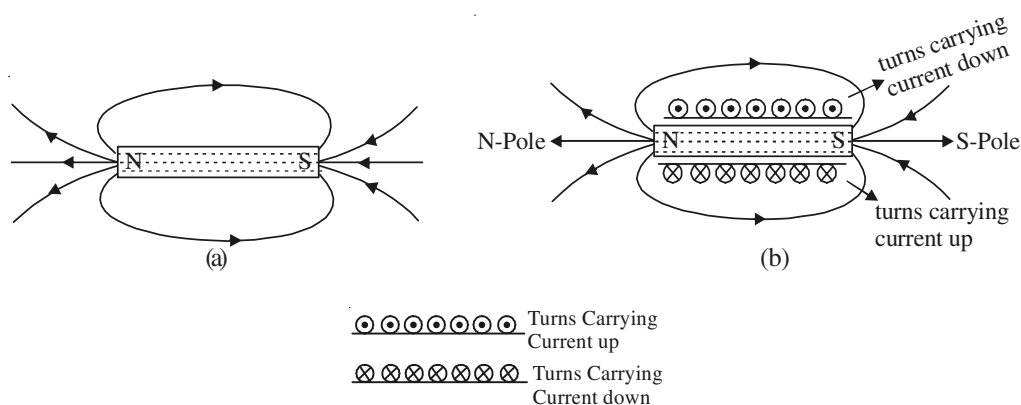 N
S
(a)
turns carrying
current down
N-Pole
N
S
S-Pole
turns carrying
current up
(b)
Turns Carrying
Current up
Turns Carrying
Current down